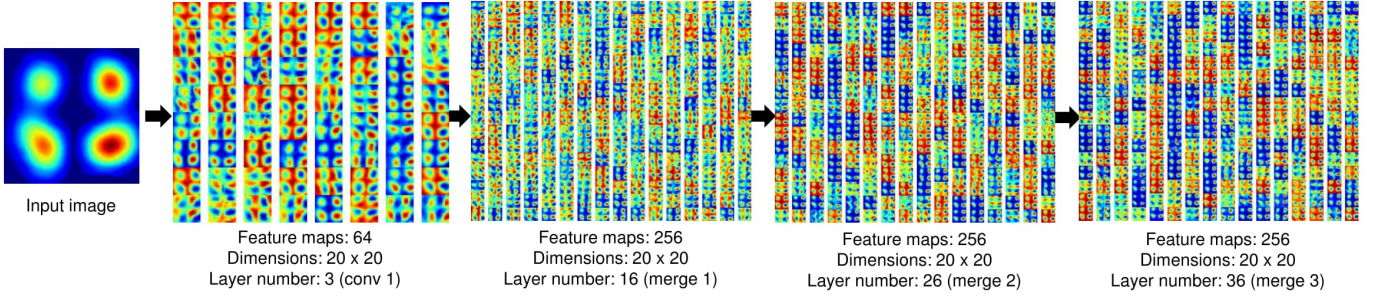 Input image
Feature maps: 64
Dimensions: 20 x 20
Layer number: 3 (conv 1)
Feature maps: 256
Dimensions: 20 x 20
Layer number: 16 (merge 1)
Feature maps: 256
Dimensions: 20 x 20
Layer number: 26 (merge 2)
Feature maps: 256
Dimensions: 20 x 20
Layer number: 36 (merge 3)